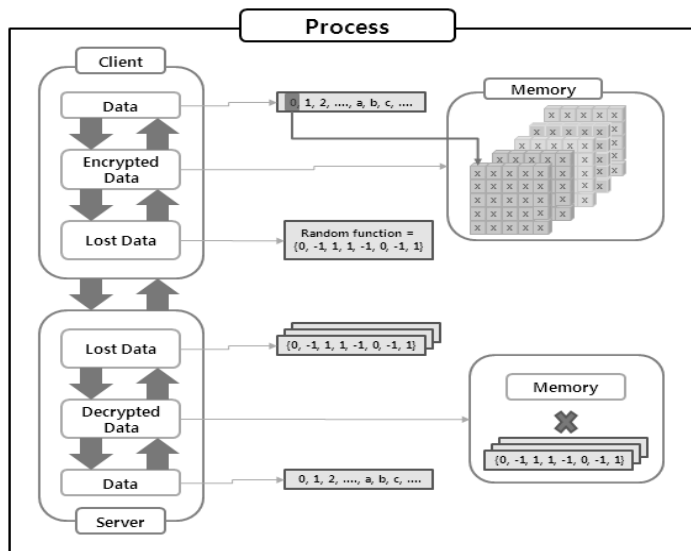 Process
Client
Data
0, 1, 2, ...., a, b, c, ....
Memory
Encrypted
Data
Lost Data
Random function =
{0, -1, 1, 1, -1, 0, -1, 1}
x x x x x
x x x x x
x x x x x
x x x x x
x x x x x
Lost Data
{0, -1, 1, 1, -1, 0, -1, 1}
Decrypted
Data
Memory
{0, -1, 1, 1, -1, 0, -1, 1}
Data
0, 1, 2, ...., a, b, c, ....
Server